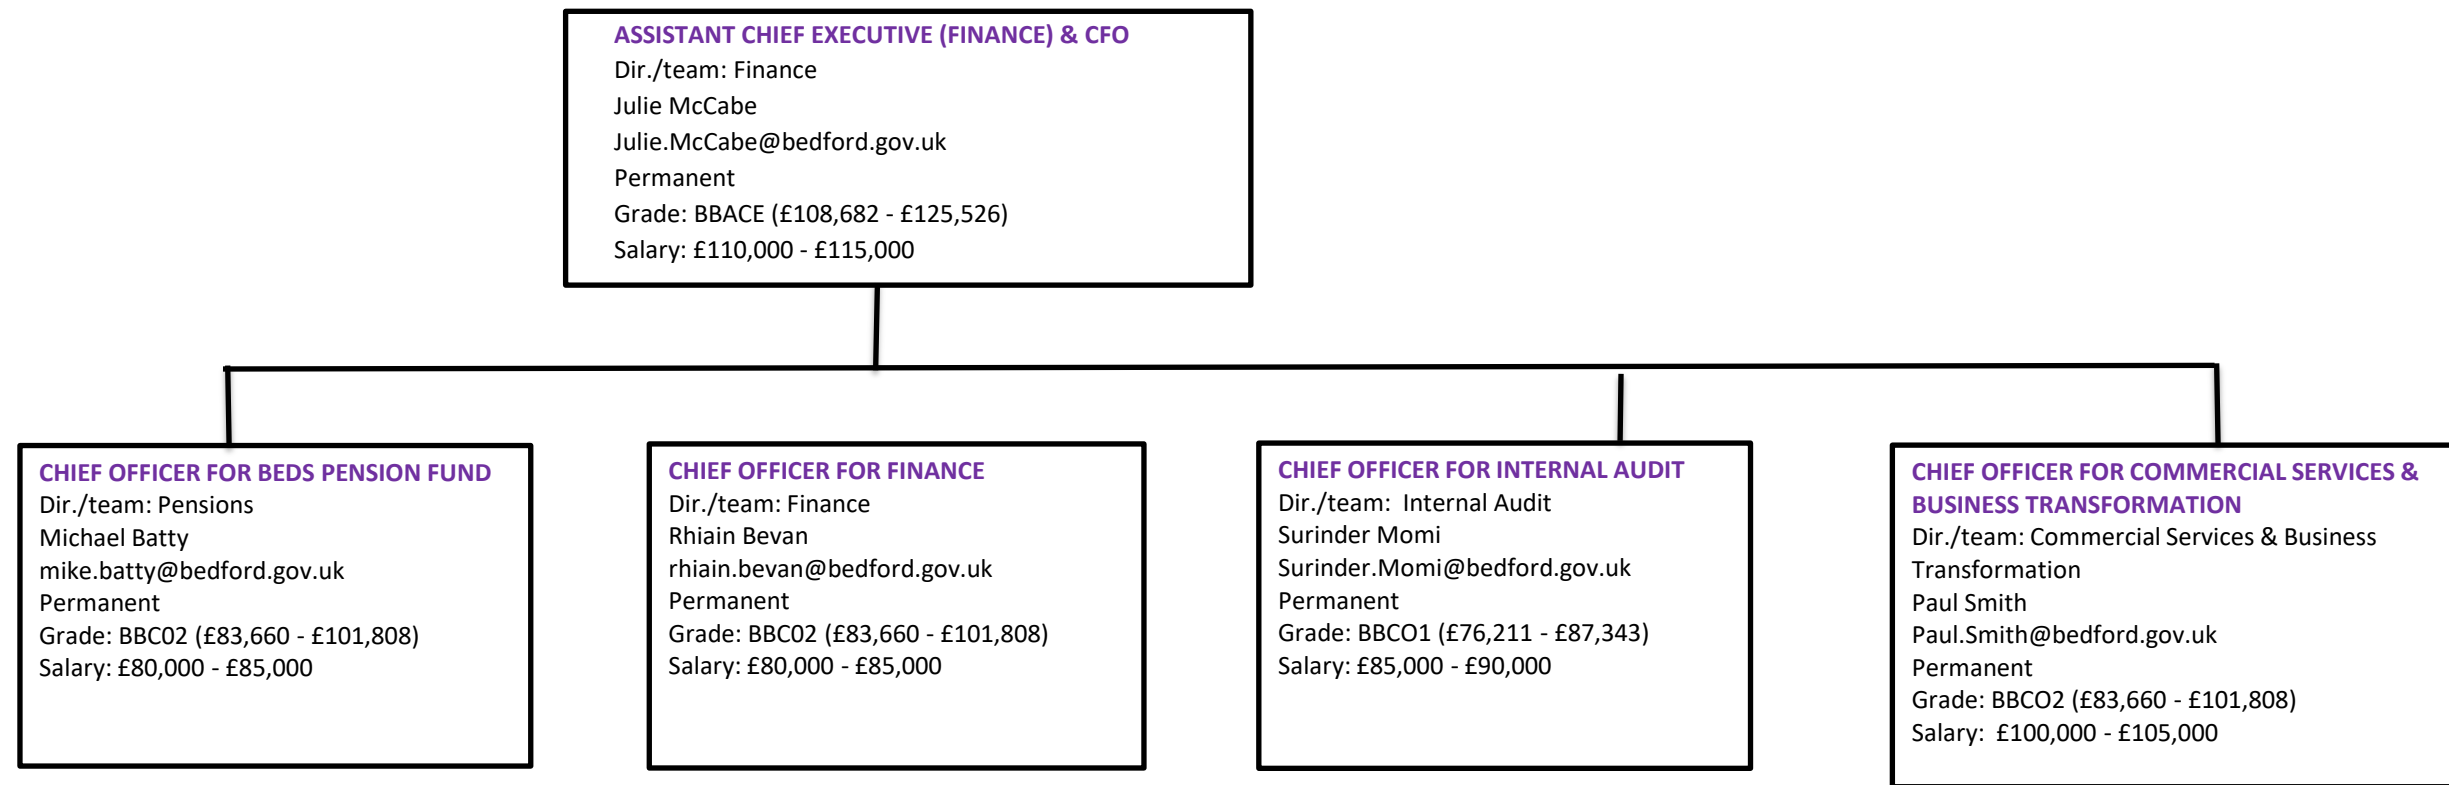 ASSISTANT CHIEF EXECUTIVE (FINANCE) & CFO
Dir./team: Finance
Julie McCabe
Julie.McCabe@bedford.gov.uk
Permanent
Grade: BBACE (£108,682 - £125,526)
Salary: £110,000 - £115,000
CHIEF OFFICER FOR BEDS PENSION FUND
Dir./team: Pensions
Michael Batty
mike.batty@bedford.gov.uk
Permanent
Grade: BBC02 (£83,660 - £101,808)
Salary: £80,000 - £85,000
CHIEF OFFICER FOR FINANCE
Dir./team: Finance
Rhiain Bevan
rhiain.bevan@bedford.gov.uk
Permanent
Grade: BBC02 (£83,660 - £101,808)
Salary: £80,000 - £85,000
CHIEF OFFICER FOR INTERNAL AUDIT
Dir./team:  Internal Audit
Surinder Momi
Surinder.Momi@bedford.gov.uk
Permanent
Grade: BBCO1 (£76,211 - £87,343)
Salary: £85,000 - £90,000
CHIEF OFFICER FOR COMMERCIAL SERVICES &
BUSINESS TRANSFORMATION
Dir./team: Commercial Services & Business
Transformation
Paul Smith
Paul.Smith@bedford.gov.uk
Permanent
Grade: BBCO2 (£83,660 - £101,808)
Salary:  £100,000 - £105,000